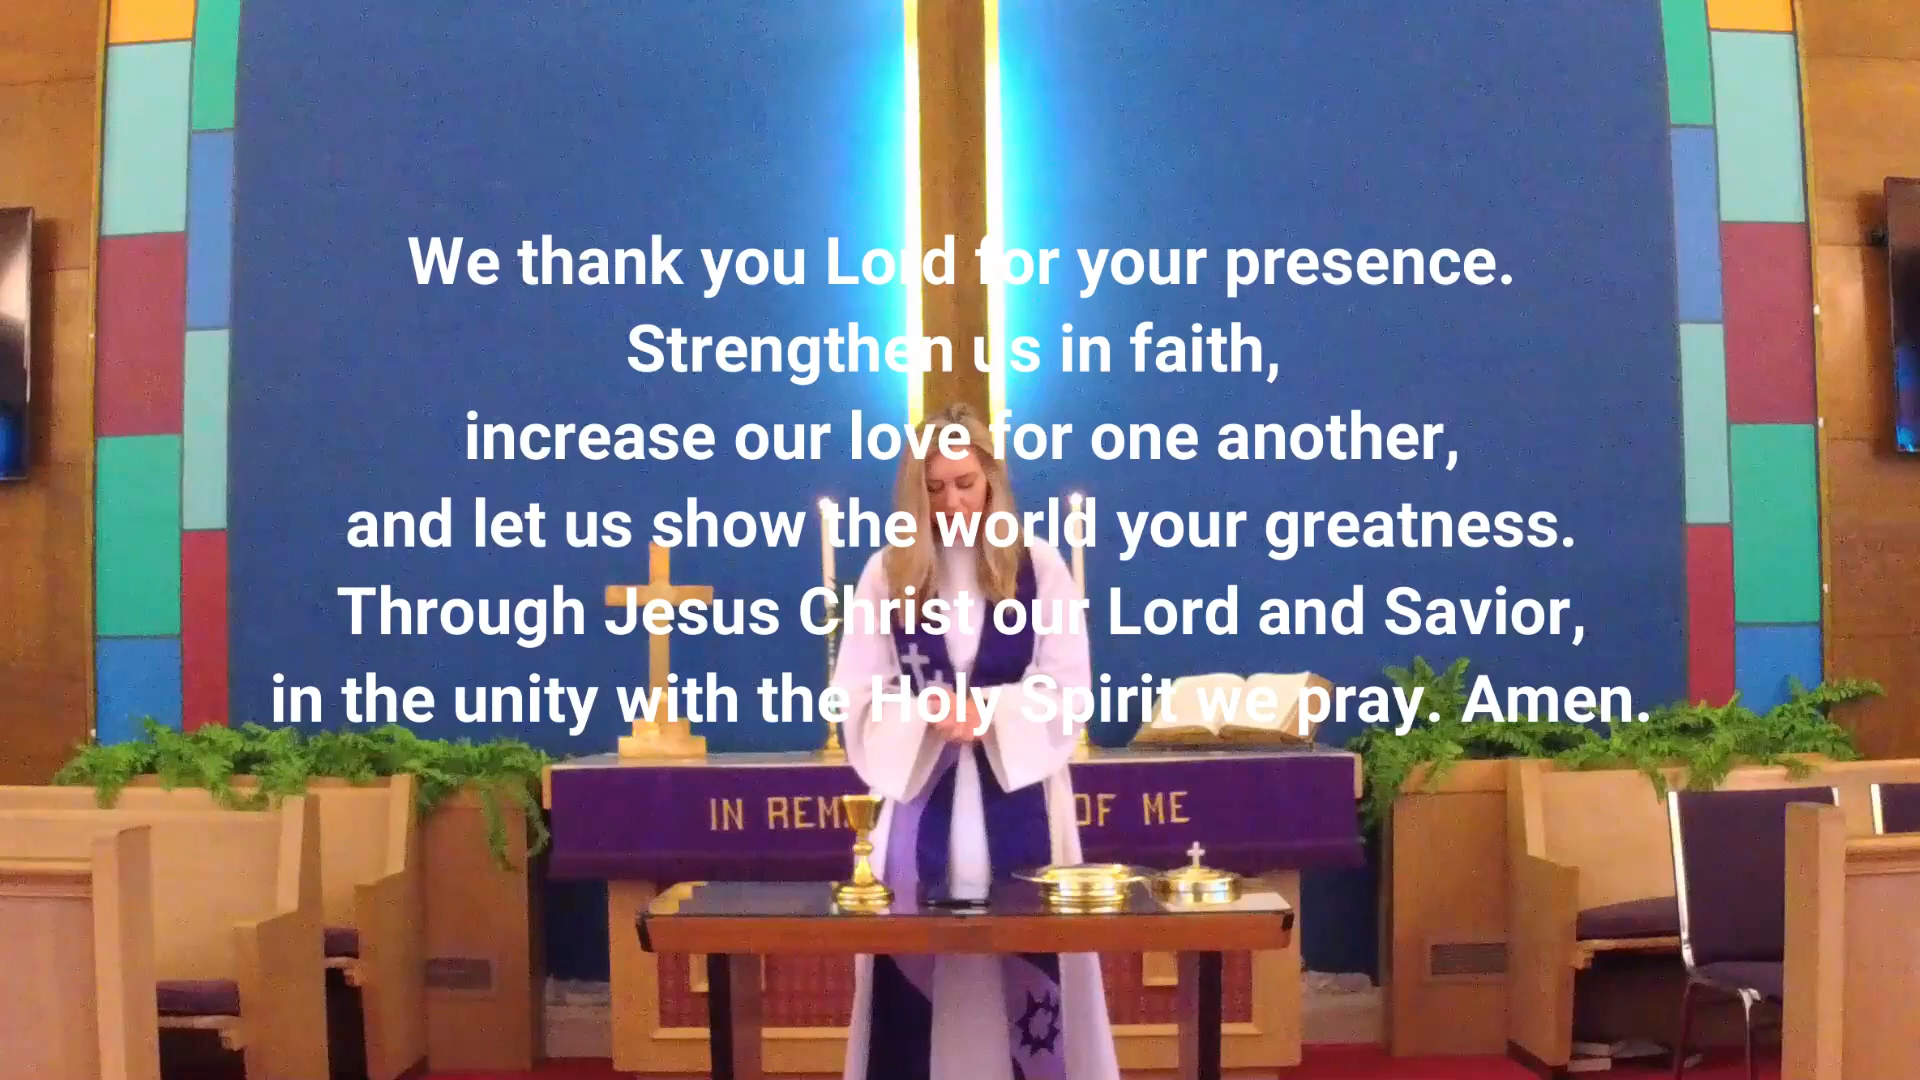 We thank you Lord for your presence.
Strengthen us in faith,
increase our love for one another,
and let us show the world your greatness.
Through Jesus Christ our Lord and Savior,
in the unity with the Holy Spirit we pray. Amen.
IN REM OF ME